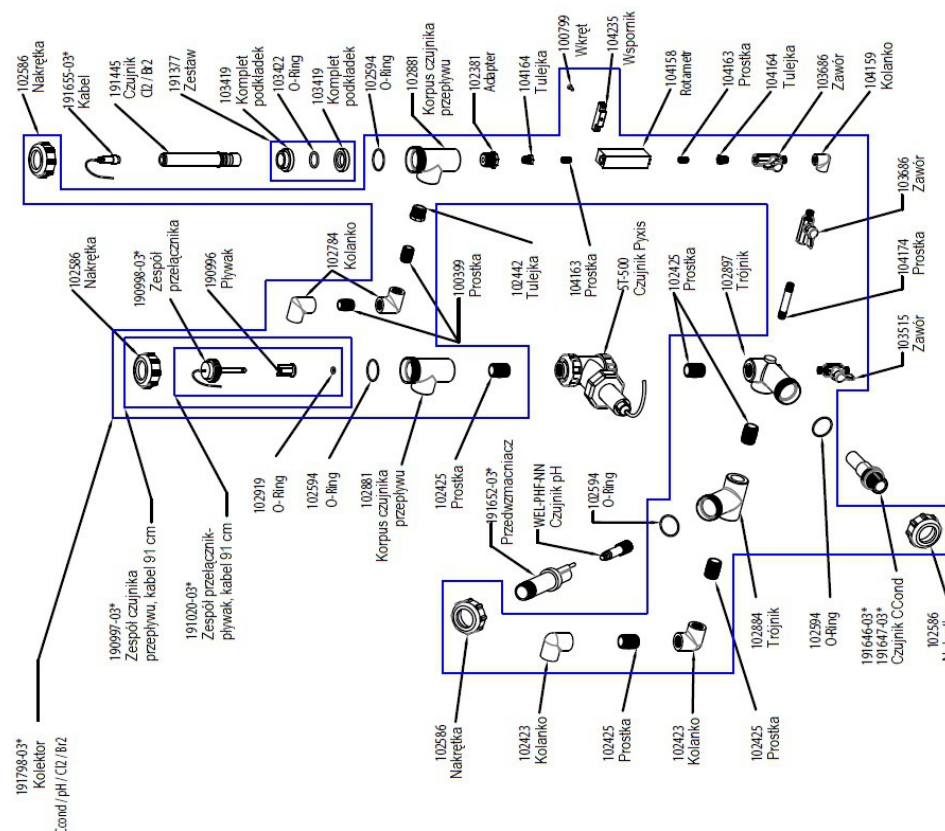 191798-03*
Kolektor
Ccond / pH / Cl2 / Br2
190997-03*
Zespół czujnika
przepływu, kabel 91 cm
191020-03*
Zespół przełącznik-
pływak, kabel 91 cm
102919
O-Ring
102594
O-Ring
102881
Korpus czujnika
przepływu
102425
Prostka
191652-03*
Przedwzmacniacz
WEL-PHF-NN
Czujnik pH
102594
O-Ring
102586
Nakrętka
102423
Kolanko
102425
Prostka
102423
Kolanko
102425
Prostka
102884
Trójnik
102594
O-Ring
191646-03*
191647-03*
Czujnik CCond
102586
102586
Nakrętka
190998-03*
Zespół
przełącznika
190996
Pływak
102784
Kolanko
100399
Prostka
102442
Tulejka
104163
Prostka
ST-500
Czujnik Pyxis
102425
Prostka
102897
Trójnik
103686
Zawór
104174
Prostka
103515
Zawór
102586
Nakrętka
191655-03*
Kabel
191445
Czujnik
Cl2 / Br2
191377
Zestaw
103419
Komplet
podkładek
103422
O-Ring
103419
Komplet
podkładek
102594
O-Ring
102881
Korpus czujnika
przepływu
102381
Adapter
104164
Tulejka
100799
Wkręt
104235
Wspornik
104158
Rotametr
104163
Prostka
104164
Tulejka
103686
Zawór
104159
Kolanko